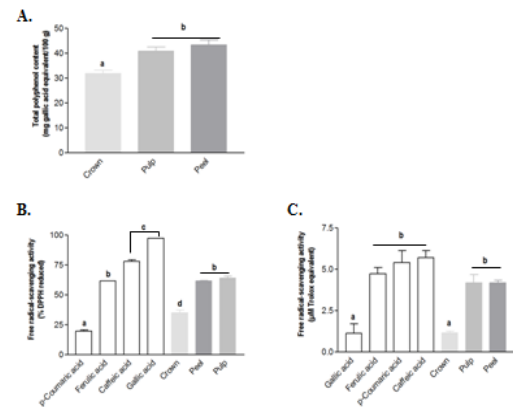 A.
Total polyphenol content
(mg gallic acid equivalent/100 g)
50
40
30
20
10
0
a
b
Crown
Pulp
Peel
B.
Free radical-scavenging activity
(% DPPH reduced)
100
75
50
25
0
a
b
c
d
b
p-Coumaric acid
Ferulic acid
Caffeic acid
Gallic acid
Crown
Peel
Pulp
C.
Free radical-scavenging activity
(µM Trolox equivalent)
7.5
5.0
2.5
0.0
a
b
a
b
Gallic acid
Ferulic acid
p-Coumaric acid
Caffeic acid
Crown
Pulp
Peel